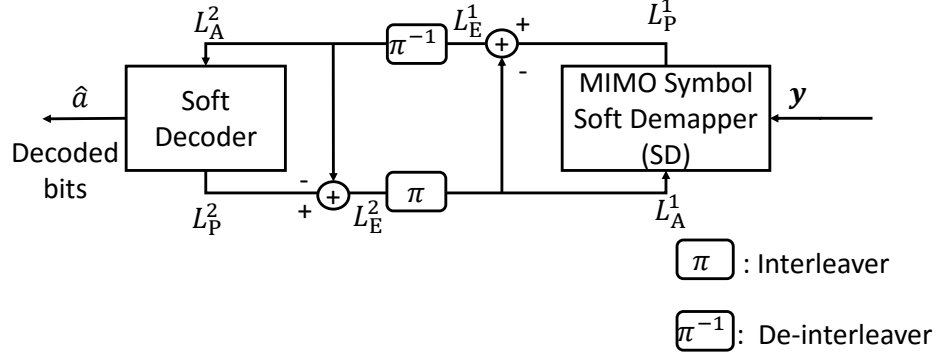 L_A^2
L_E^1
L_P^1
π^{-1}
+
+
-
Soft
Decoder
MIMO Symbol
Soft Demapper
(SD)
â
y
Decoded
bits
-
+
+
π
L_P^2
L_E^2
L_A^1
π : Interleaver
π^{-1} : De-interleaver